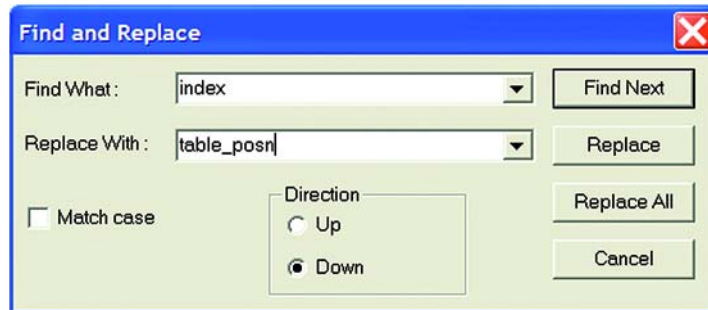 Find and Replace
Find What : index Find Next
Replace With : table_posn Replace
Match case Direction Replace All
Up
Down Cancel